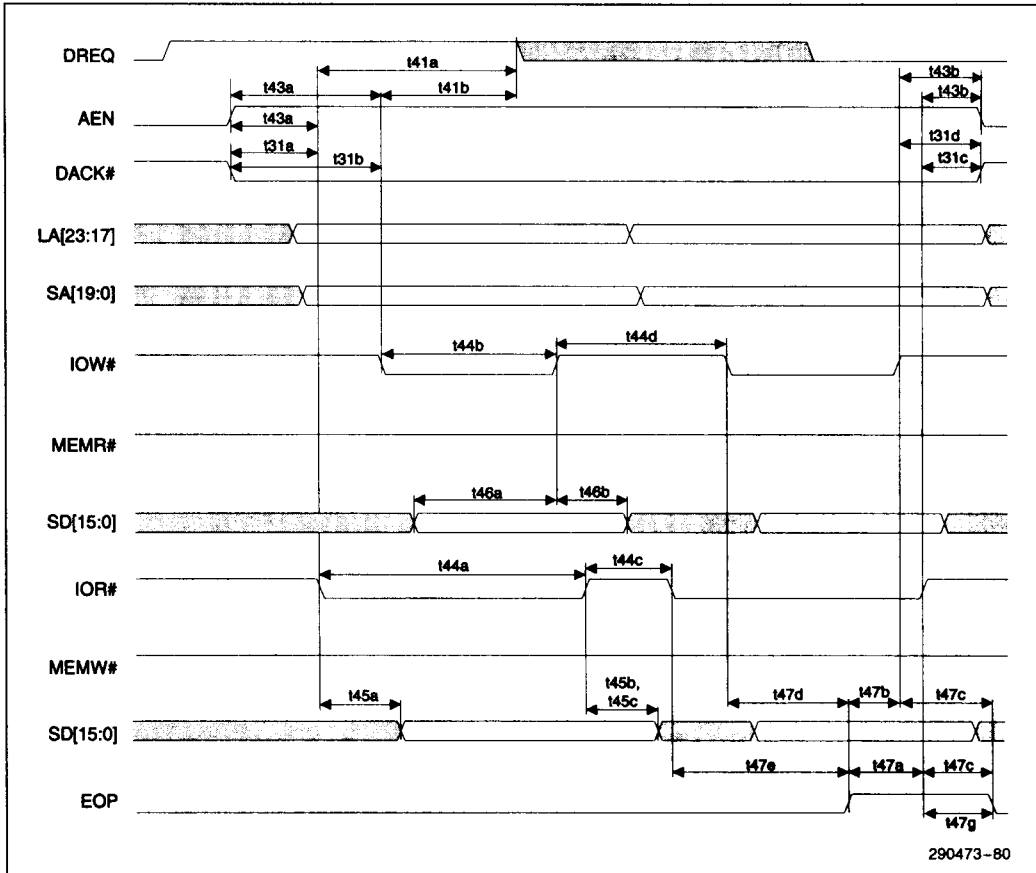 DREQ
t41a
t43b
t43a
t41b
t43b
AEN
t43a
t31d
t31a
t31b
t31c
DACK#
LA[23:17]
SA[19:0]
t44b
t44d
IOW#
MEMR#
t46a
t46b
SD[15:0]
t44a
t44c
IOR#
MEMW#
t45a
t45b,
t45c
t47d
t47b
t47c
SD[15:0]
t47e
t47a
t47c
EOP
t47g
290473-80